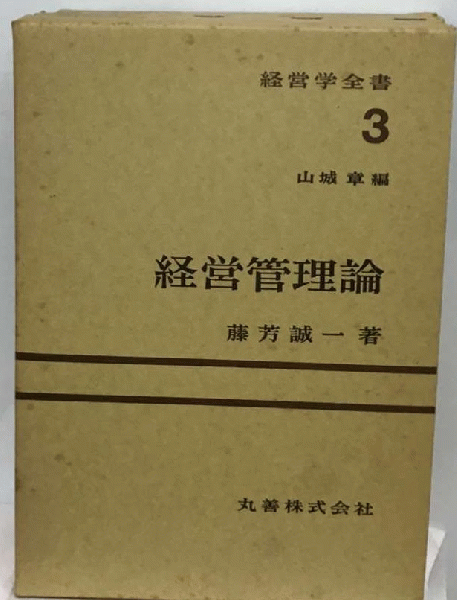 経営学全書
3
山城 章 編
経営管理論
藤芳誠一 著
丸善株式会社